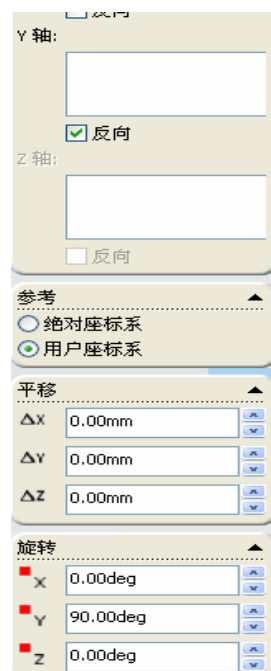 反向
Y 轴:
反向
Z 轴:
反向
参考
绝对座标系
用户座标系
平移
ΔX 0.00mm
ΔY 0.00mm
ΔZ 0.00mm
旋转
X 0.00deg
Y 90.00deg
Z 0.00deg